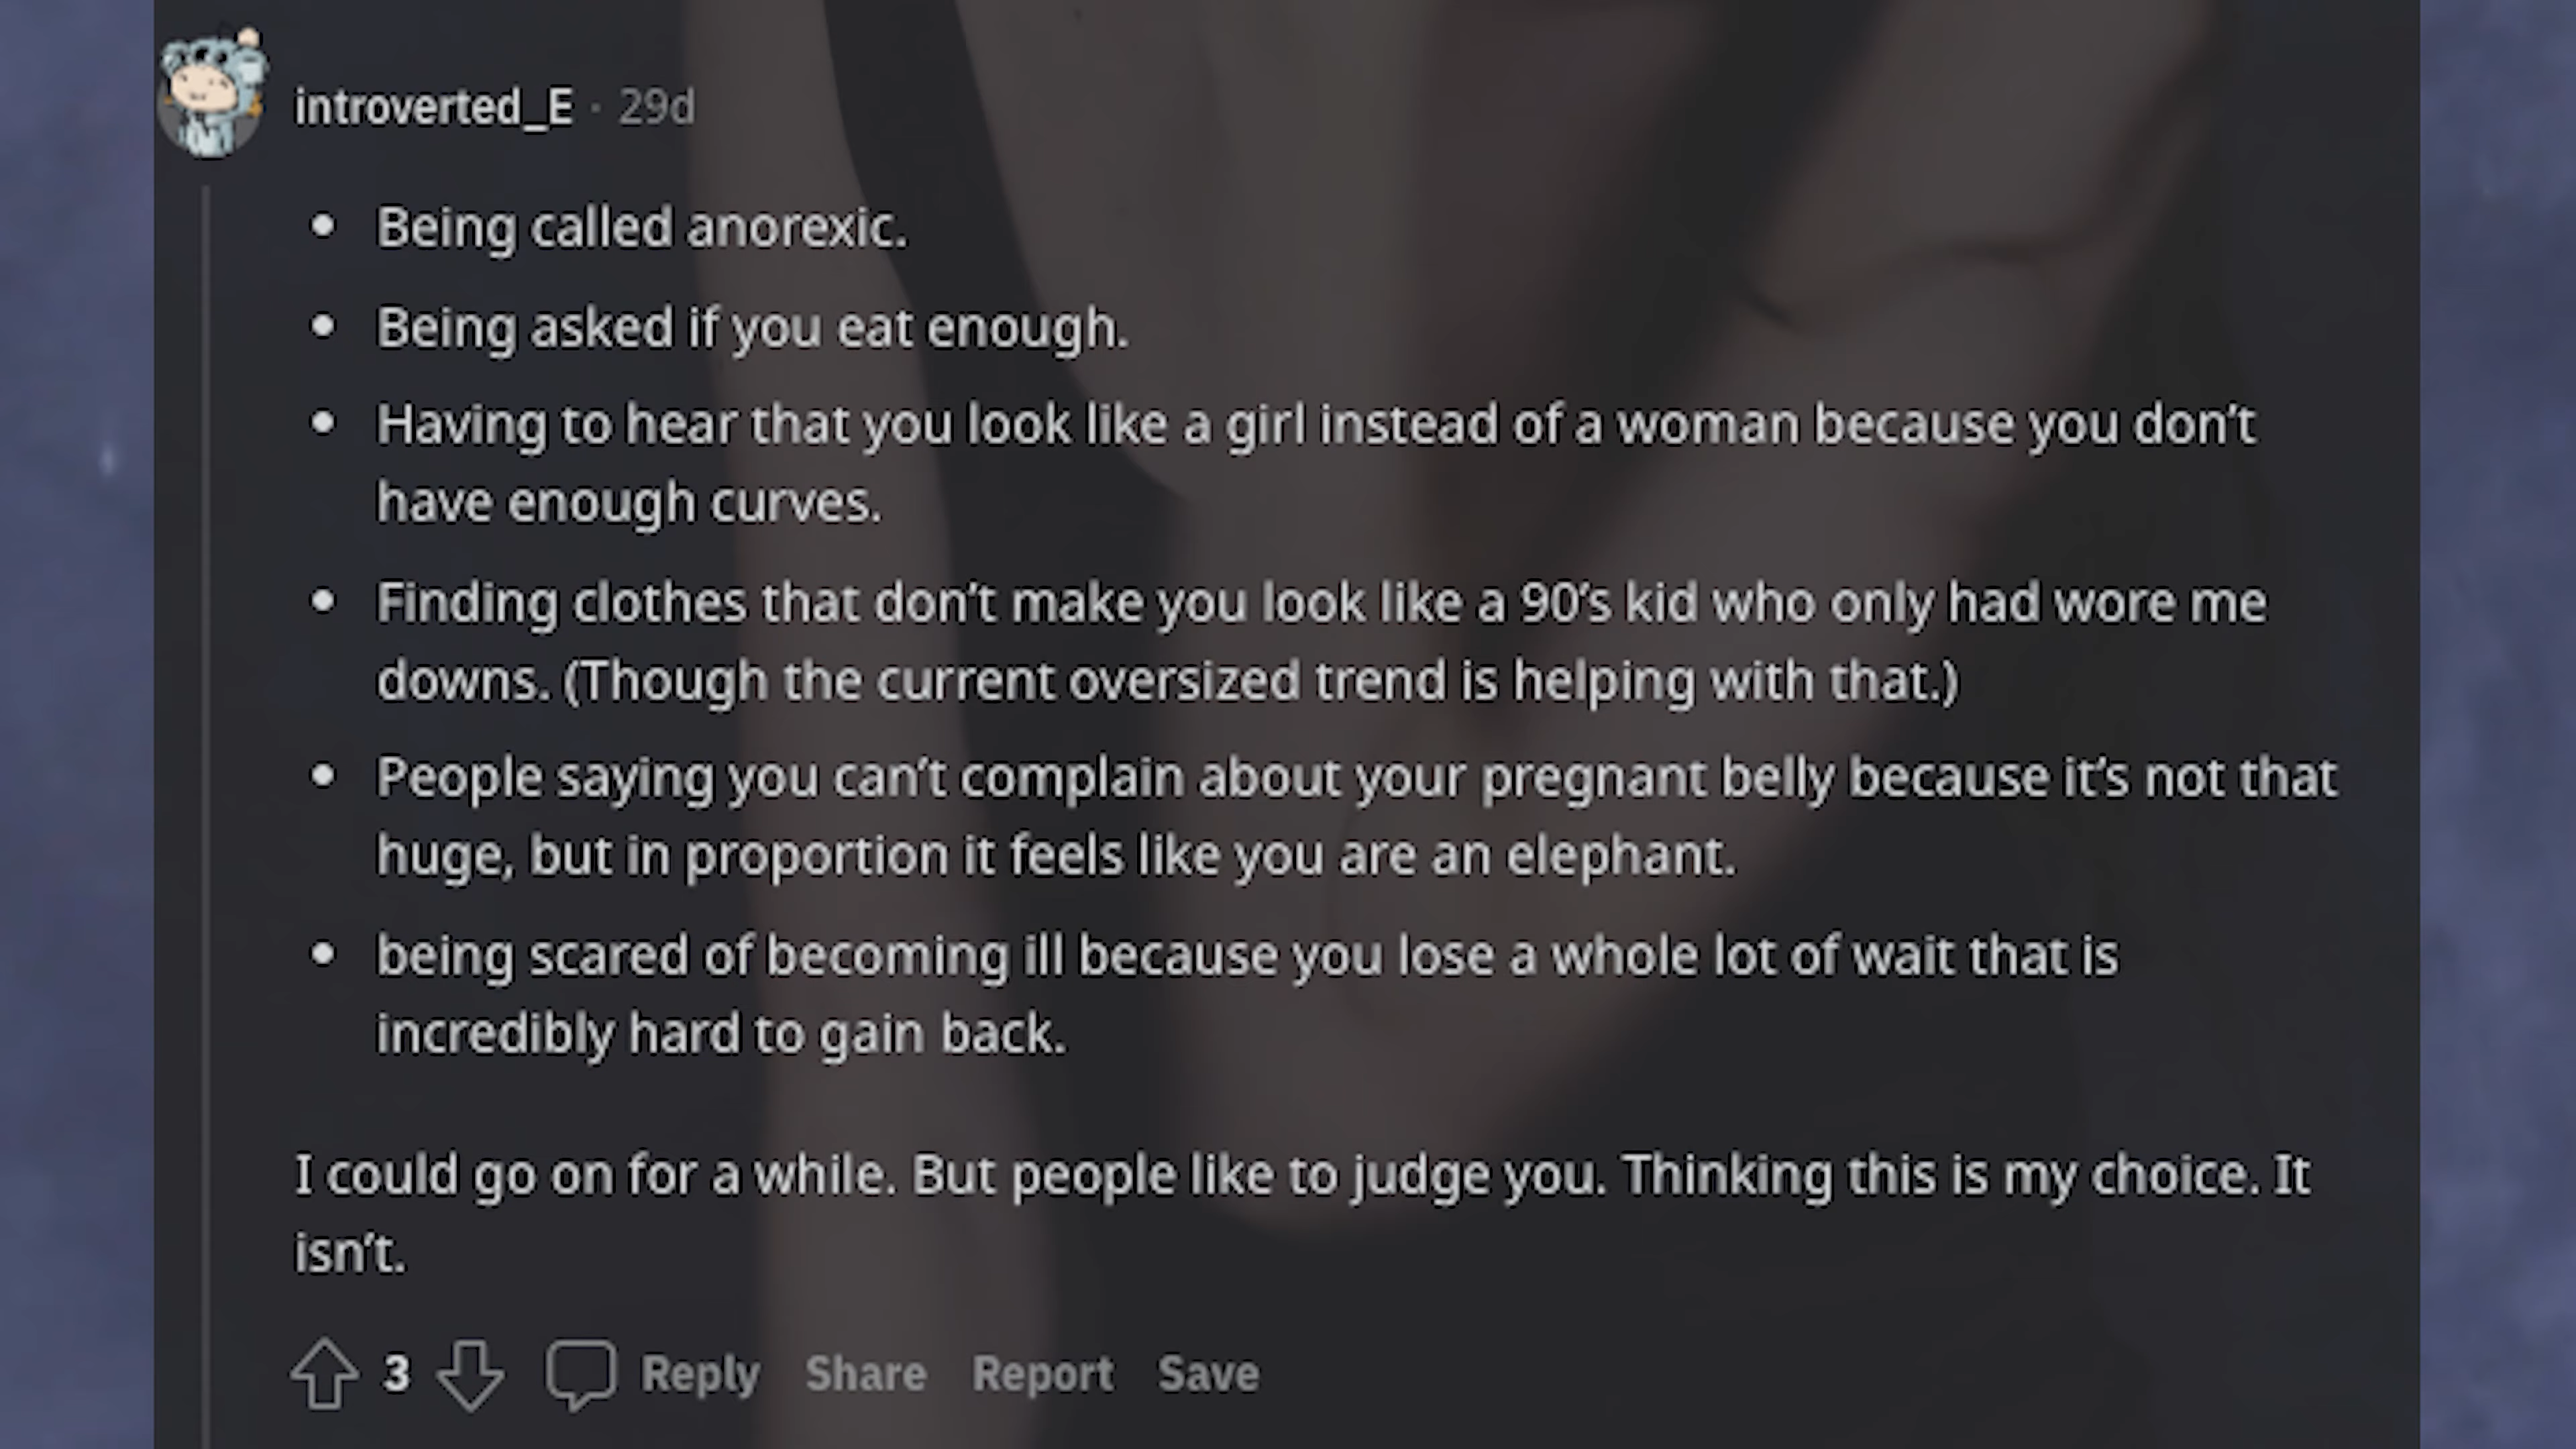 introverted_E · 29d
• Being called anorexic.
• Being asked if you eat enough.
• Having to hear that you look like a girl instead of a woman because you don't
have enough curves.
• Finding clothes that don't make you look like a 90's kid who only had wore me
downs. (Though the current oversized trend is helping with that.)
• People saying you can't complain about your pregnant belly because it's not that
huge, but in proportion it feels like you are an elephant.
• being scared of becoming ill because you lose a whole lot of wait that is
incredibly hard to gain back.
I could go on for a while. But people like to judge you. Thinking this is my choice. It
isn't.
3 Reply Share Report Save